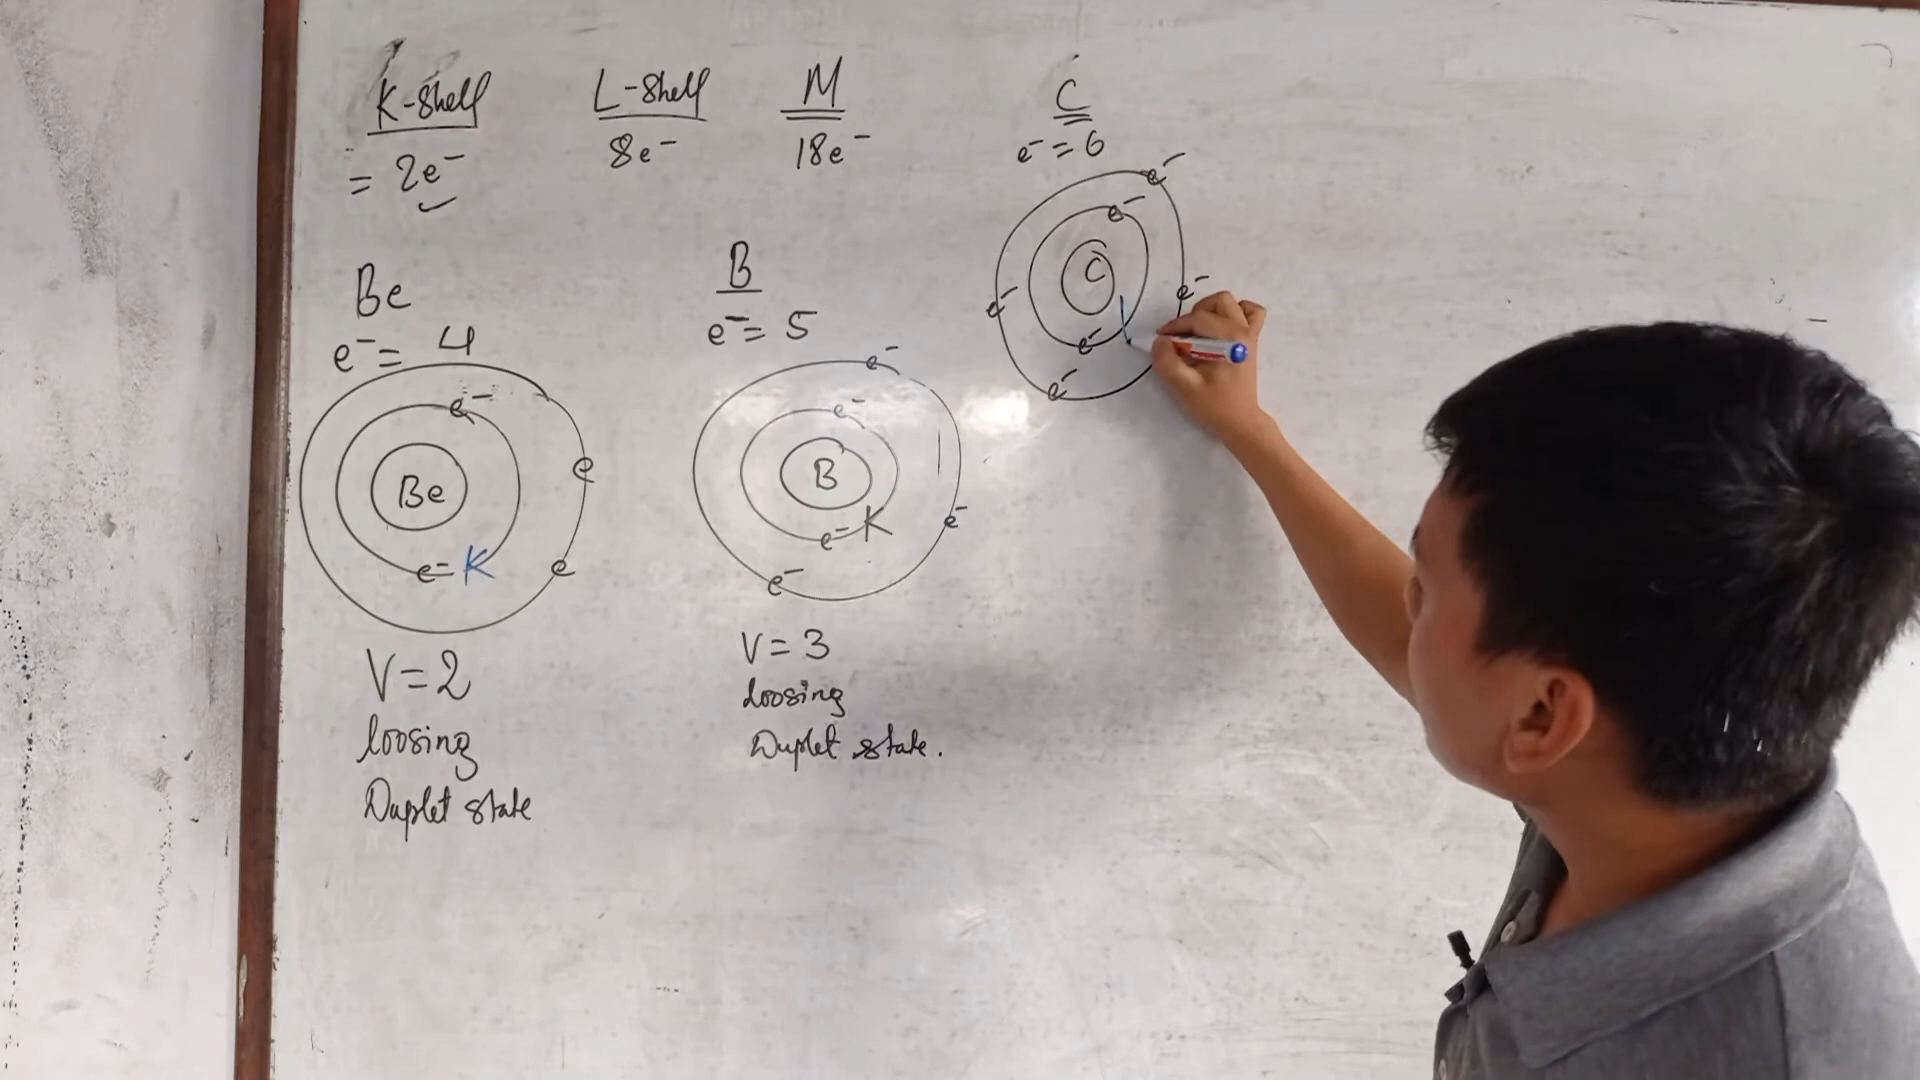 K-Shell
= 2e⁻
L-Shell
8e⁻
M
18e⁻
C
e⁻ = 6
e⁻
e⁻
C
e⁻
e⁻
e⁻
e⁻
Be
e⁻ = 4
e⁻
Be
e
e⁻ K
e
V = 2
loosing
Duplet state
B
e⁻ = 5
e⁻
e⁻
B
e⁻ K
e⁻
e⁻
V = 3
loosing
Duplet state.